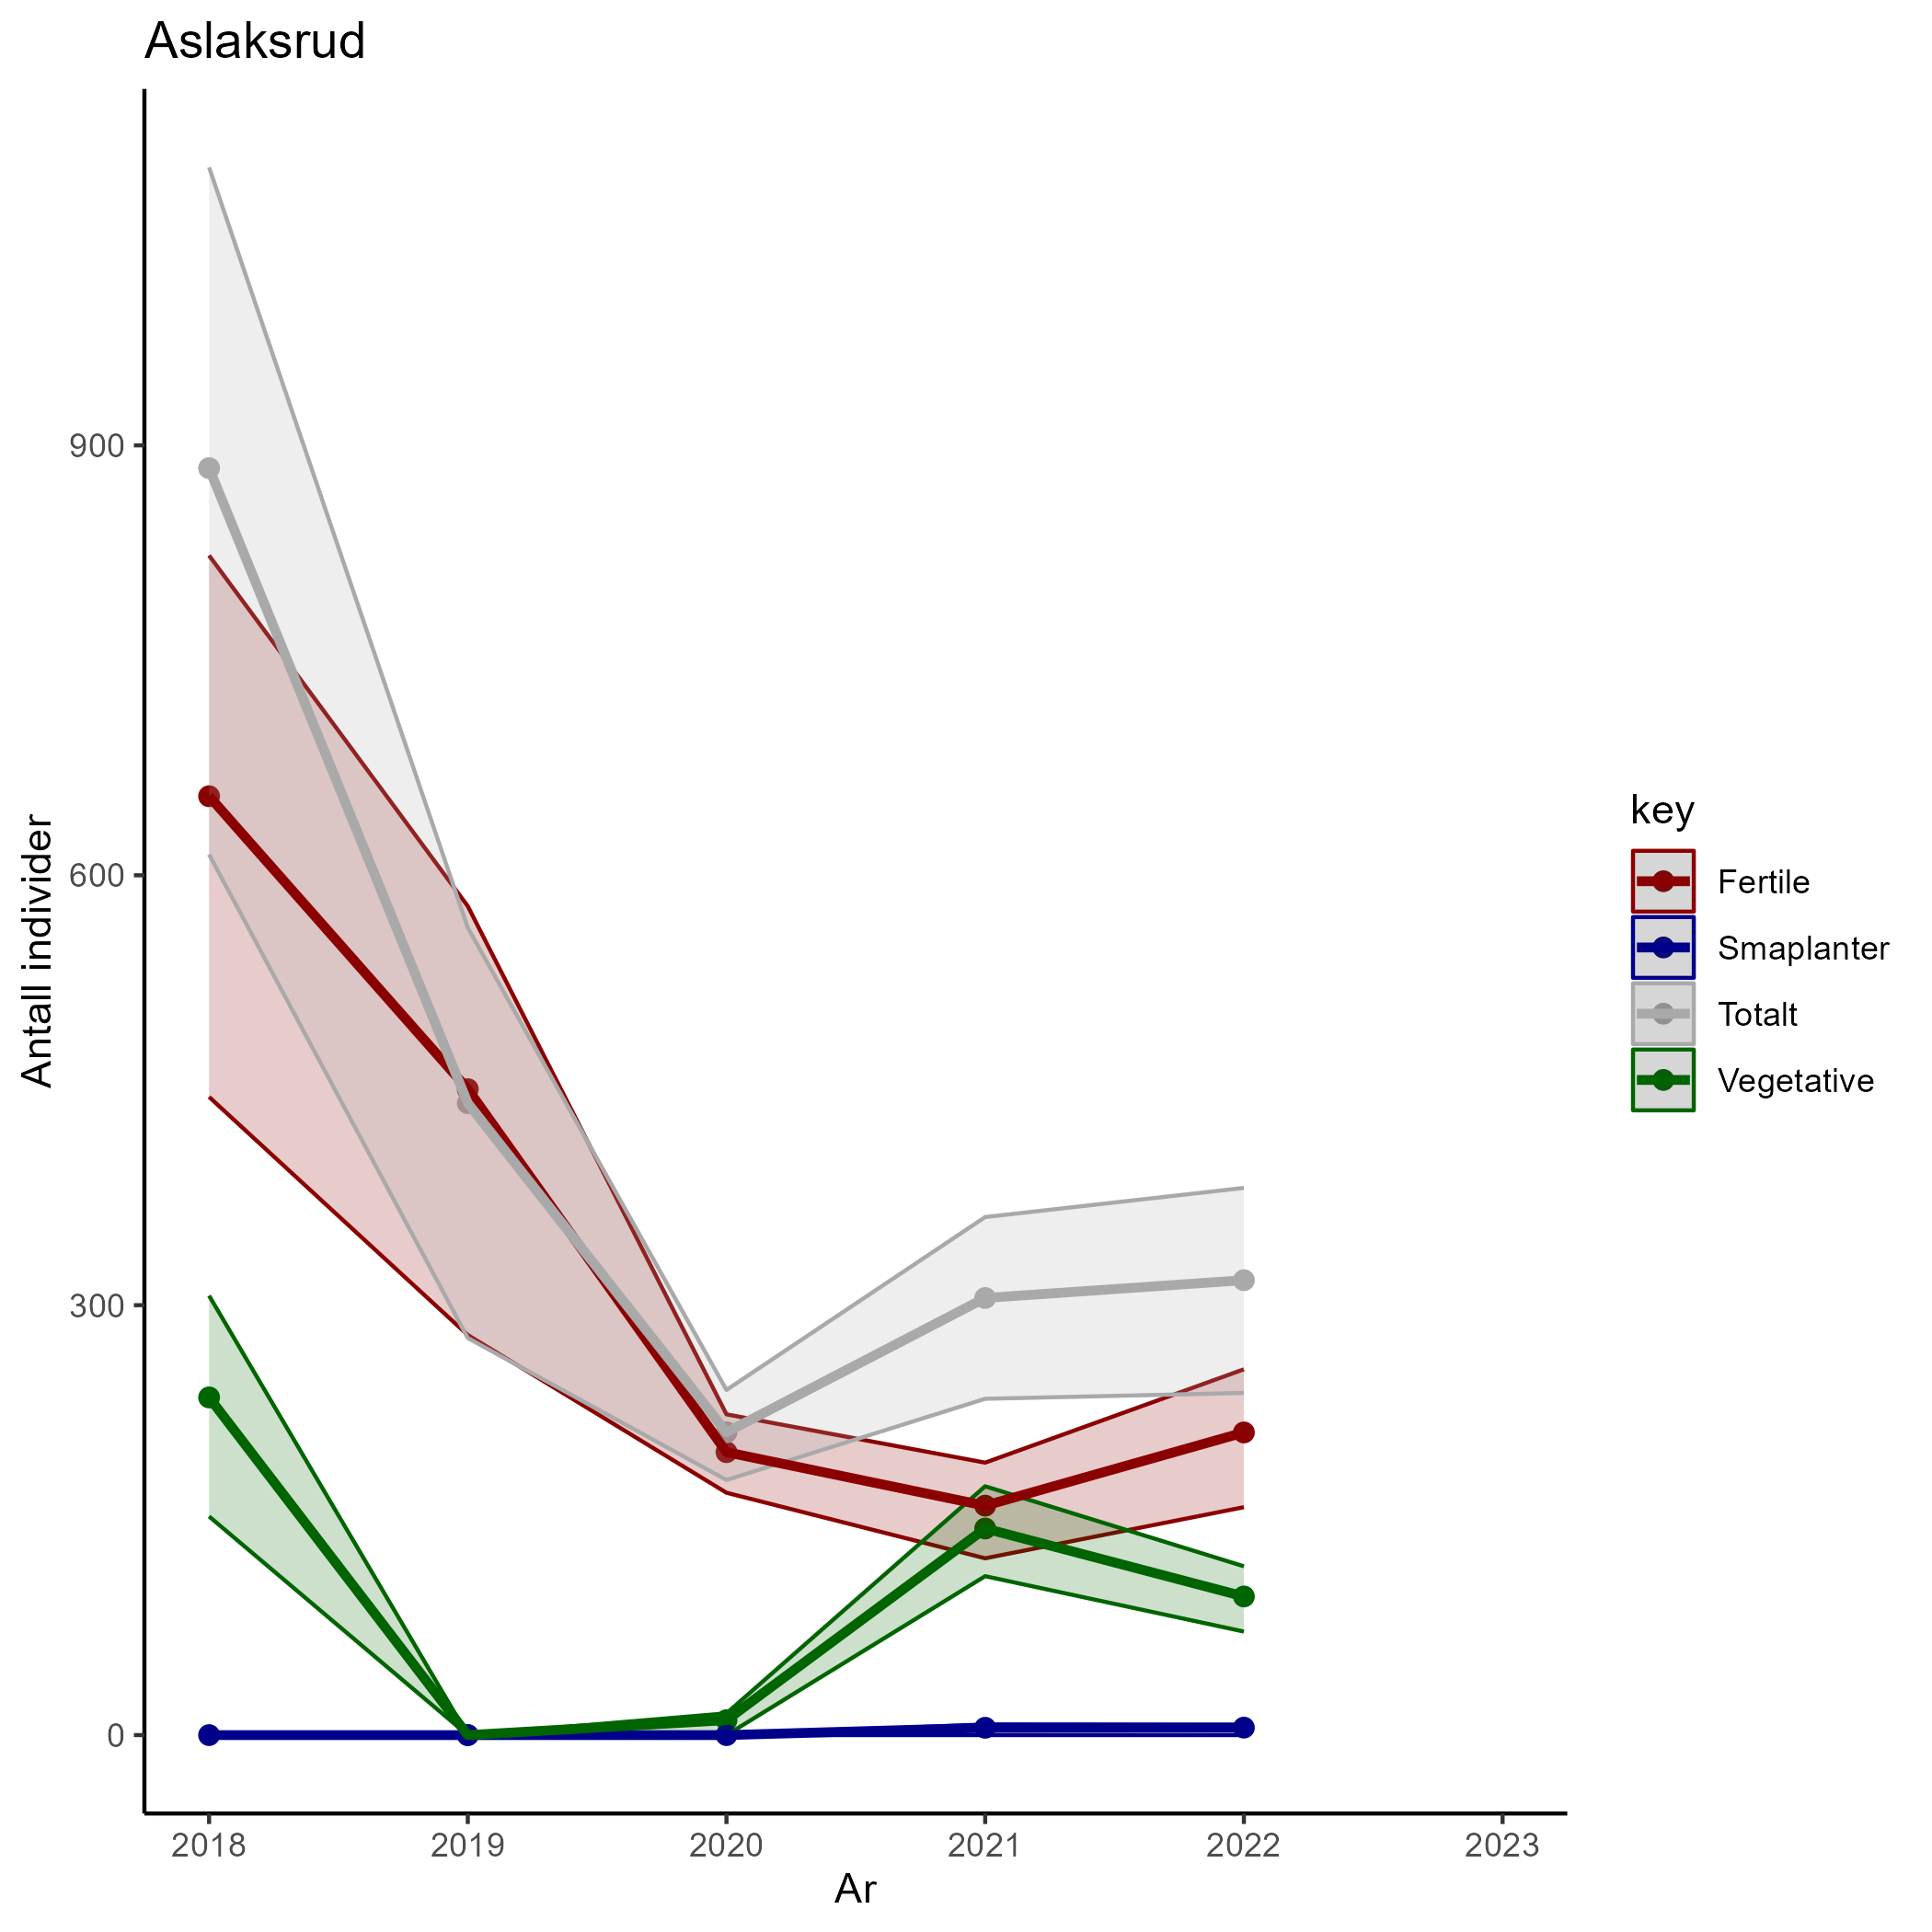 Aslaksrud
Antall individer
900
600
300
0
2018 2019 2020 2021 2022 2023
Ar
key
Fertile
Smaplanter
Totalt
Vegetative